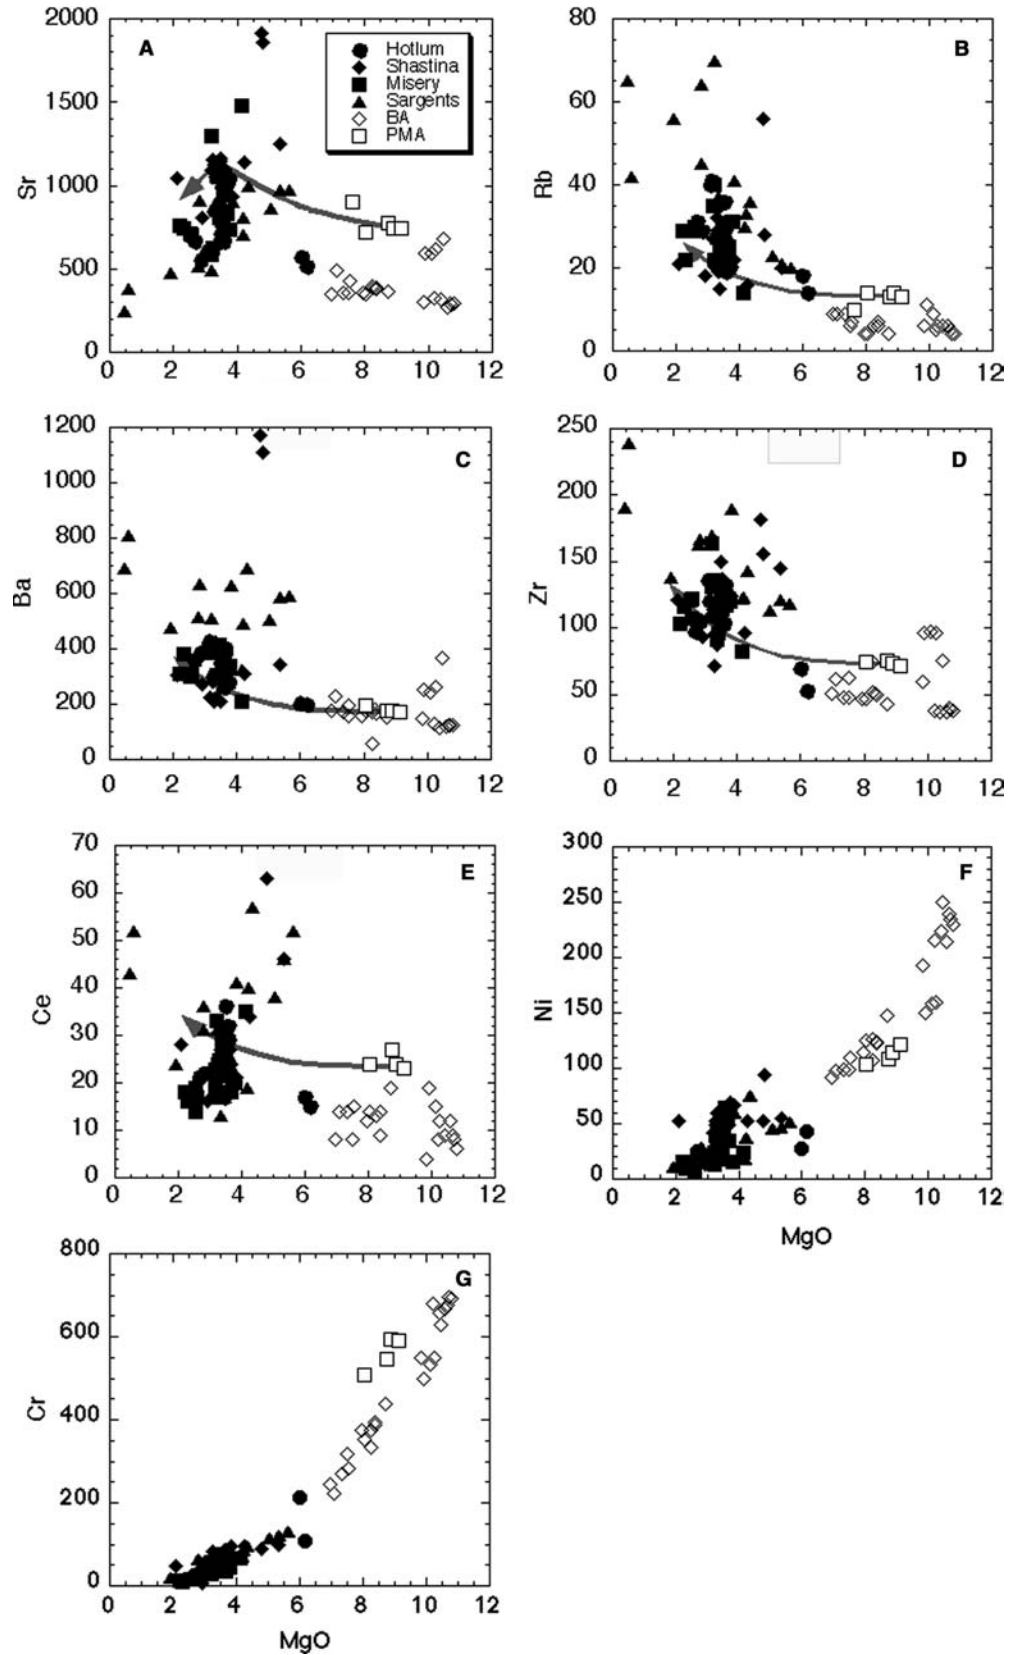 2000
1500
1000
500
0
Sr
A
Hotlum
Shastina
Misery
Sargents
BA
PMA
0 2 4 6 8 10 12
80
60
40
20
0
Rb
B
0 2 4 6 8 10 12
1200
1000
800
600
400
200
0
Ba
C
0 2 4 6 8 10 12
250
200
150
100
50
0
Zr
D
0 2 4 6 8 10 12
70
60
50
40
30
20
10
0
Ce
E
0 2 4 6 8 10 12
300
250
200
150
100
50
0
Ni
F
0 2 4 6 8 10 12
MgO
800
600
400
200
0
Cr
G
0 2 4 6 8 10 12
MgO